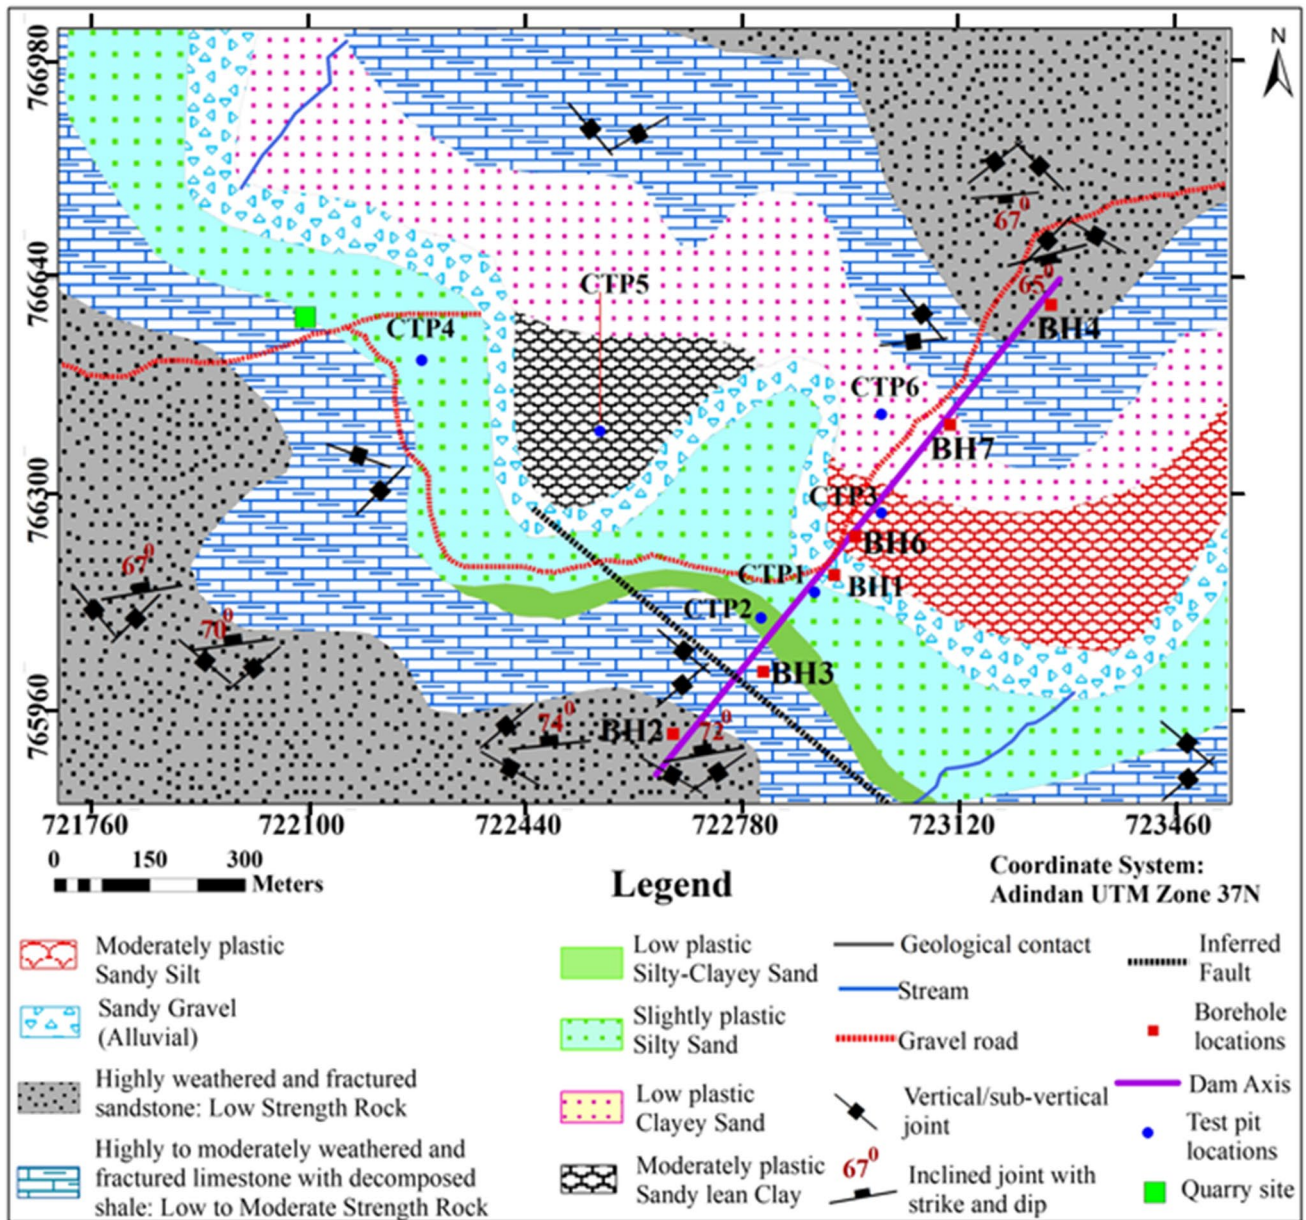 N
76980
76640
76300
75960
CTP5
67⁰
65⁰
CTP4
BH4
CTP6
BH7
CTP3
BH6
67⁰
CTP1
BH1
CTP2
70⁰
BH3
74⁰
BH2
72⁰
721760 722100 722440 722780 723120 723460
0 150 300
Meters
Legend
Coordinate System:
Adindan UTM Zone 37N
Moderately plastic
Sandy Silt
Sandy Gravel
(Alluvial)
Highly weathered and fractured
sandstone: Low Strength Rock
Highly to moderately weathered and
fractured limestone with decomposed
shale: Low to Moderate Strength Rock
Low plastic
Silty-Clayey Sand
Slightly plastic
Silty Sand
Low plastic
Clayey Sand
Moderately plastic
Sandy lean Clay
Geological contact
Stream
Gravel road
Vertical/sub-vertical
joint
67⁰
Inclined joint with
strike and dip
Inferred
Fault
Borehole
locations
Dam Axis
Test pit
locations
Quarry site